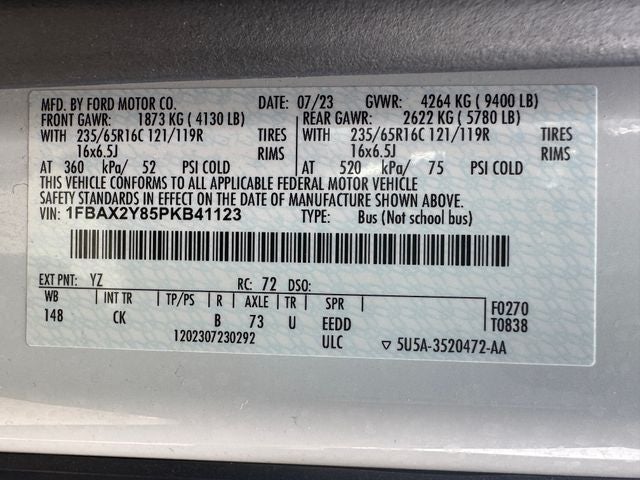 MFD. BY FORD MOTOR CO. DATE: 07/23 GVWR: 4264 KG ( 9400 LB)
FRONT GAWR: 1873 KG ( 4130 LB) REAR GAWR: 2622 KG ( 5780 LB)
WITH 235/65R16C 121/119R TIRES WITH 235/65R16C 121/119R TIRES
16x6.5J RIMS 16x6.5J RIMS
AT 360 kPa/ 52 PSI COLD AT 520 kPa/ 75 PSI COLD
THIS VEHICLE CONFORMS TO ALL APPLICABLE FEDERAL MOTOR VEHICLE
SAFETY STANDARDS IN EFFECT ON THE DATE OF MANUFACTURE SHOWN ABOVE.
VIN: 1FBAX2Y85PKB41123 TYPE: Bus (Not school bus)
EXT PNT: YZ RC: 72 DSO:
WB INT TR TP/PS R AXLE TR SPR F0270
148 CK B 73 U EEDD T0838
1202307230292 ULC ▽ 5U5A-3520472-AA